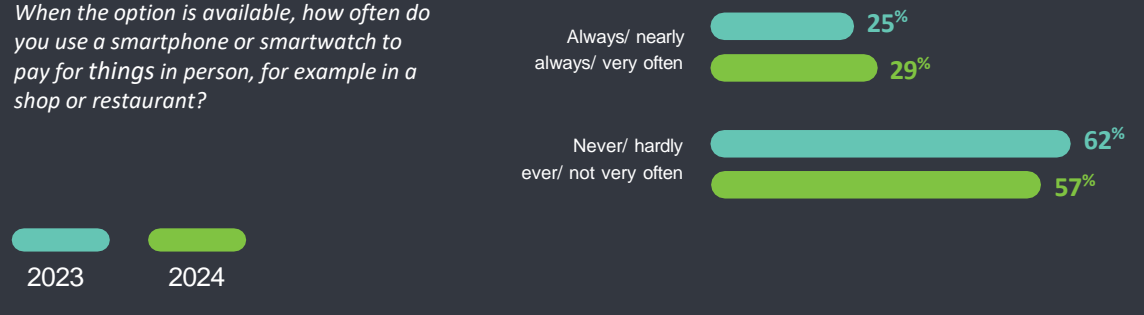 When the option is available, how often do
you use a smartphone or smartwatch to
pay for things in person, for example in a
shop or restaurant?
Always/ nearly
always/ very often
25%
29%
Never/ hardly
ever/ not very often
62%
57%
2023
2024